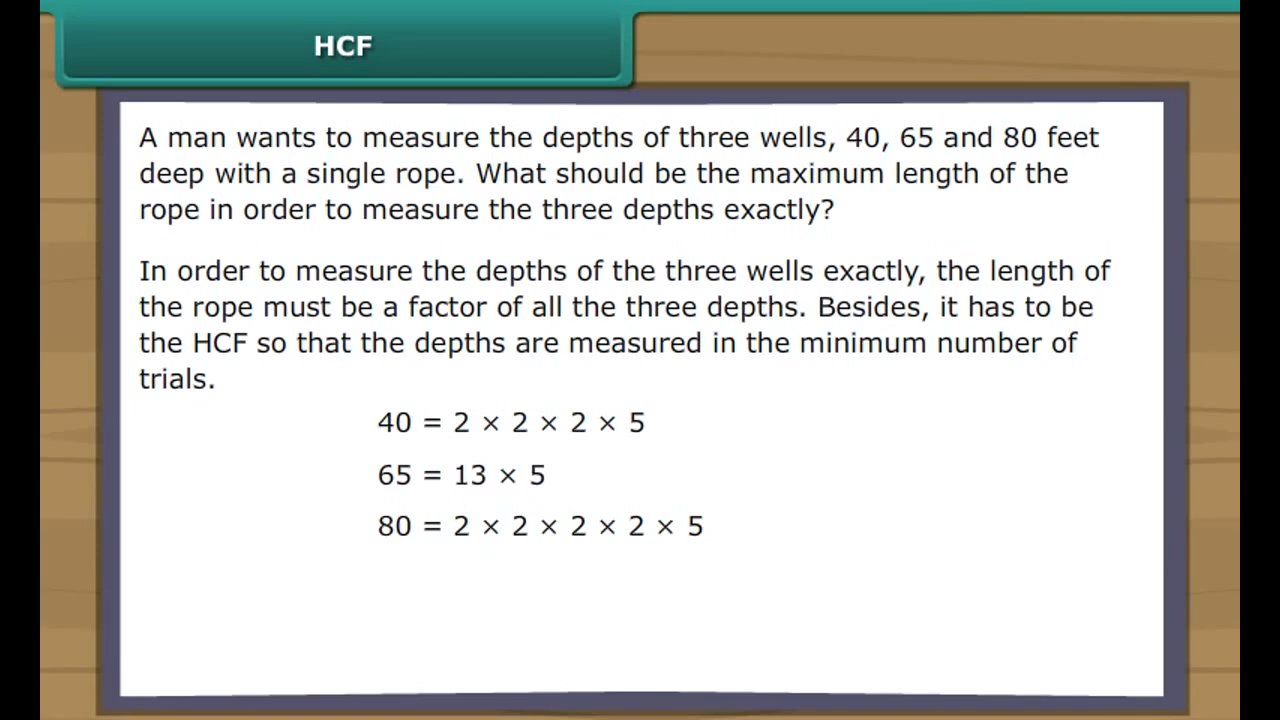 HCF
A man wants to measure the depths of three wells, 40, 65 and 80 feet
deep with a single rope. What should be the maximum length of the
rope in order to measure the three depths exactly?
In order to measure the depths of the three wells exactly, the length of
the rope must be a factor of all the three depths. Besides, it has to be
the HCF so that the depths are measured in the minimum number of
trials.
40 = 2 × 2 × 2 × 5
65 = 13 × 5
80 = 2 × 2 × 2 × 2 × 5